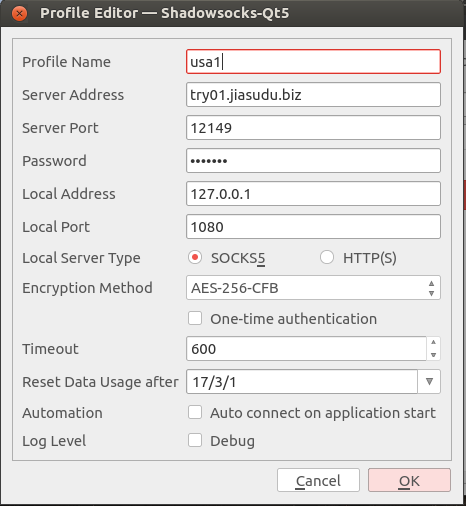 Profile Editor — Shadowsocks-Qt5
Profile Name usa1
Server Address try01.jiasudu.biz
Server Port 12149
Password •••••••
Local Address 127.0.0.1
Local Port 1080
Local Server Type SOCKS5 HTTP(S)
Encryption Method AES-256-CFB
One-time authentication
Timeout 600
Reset Data Usage after 17/3/1
Automation Auto connect on application start
Log Level Debug
Cancel OK